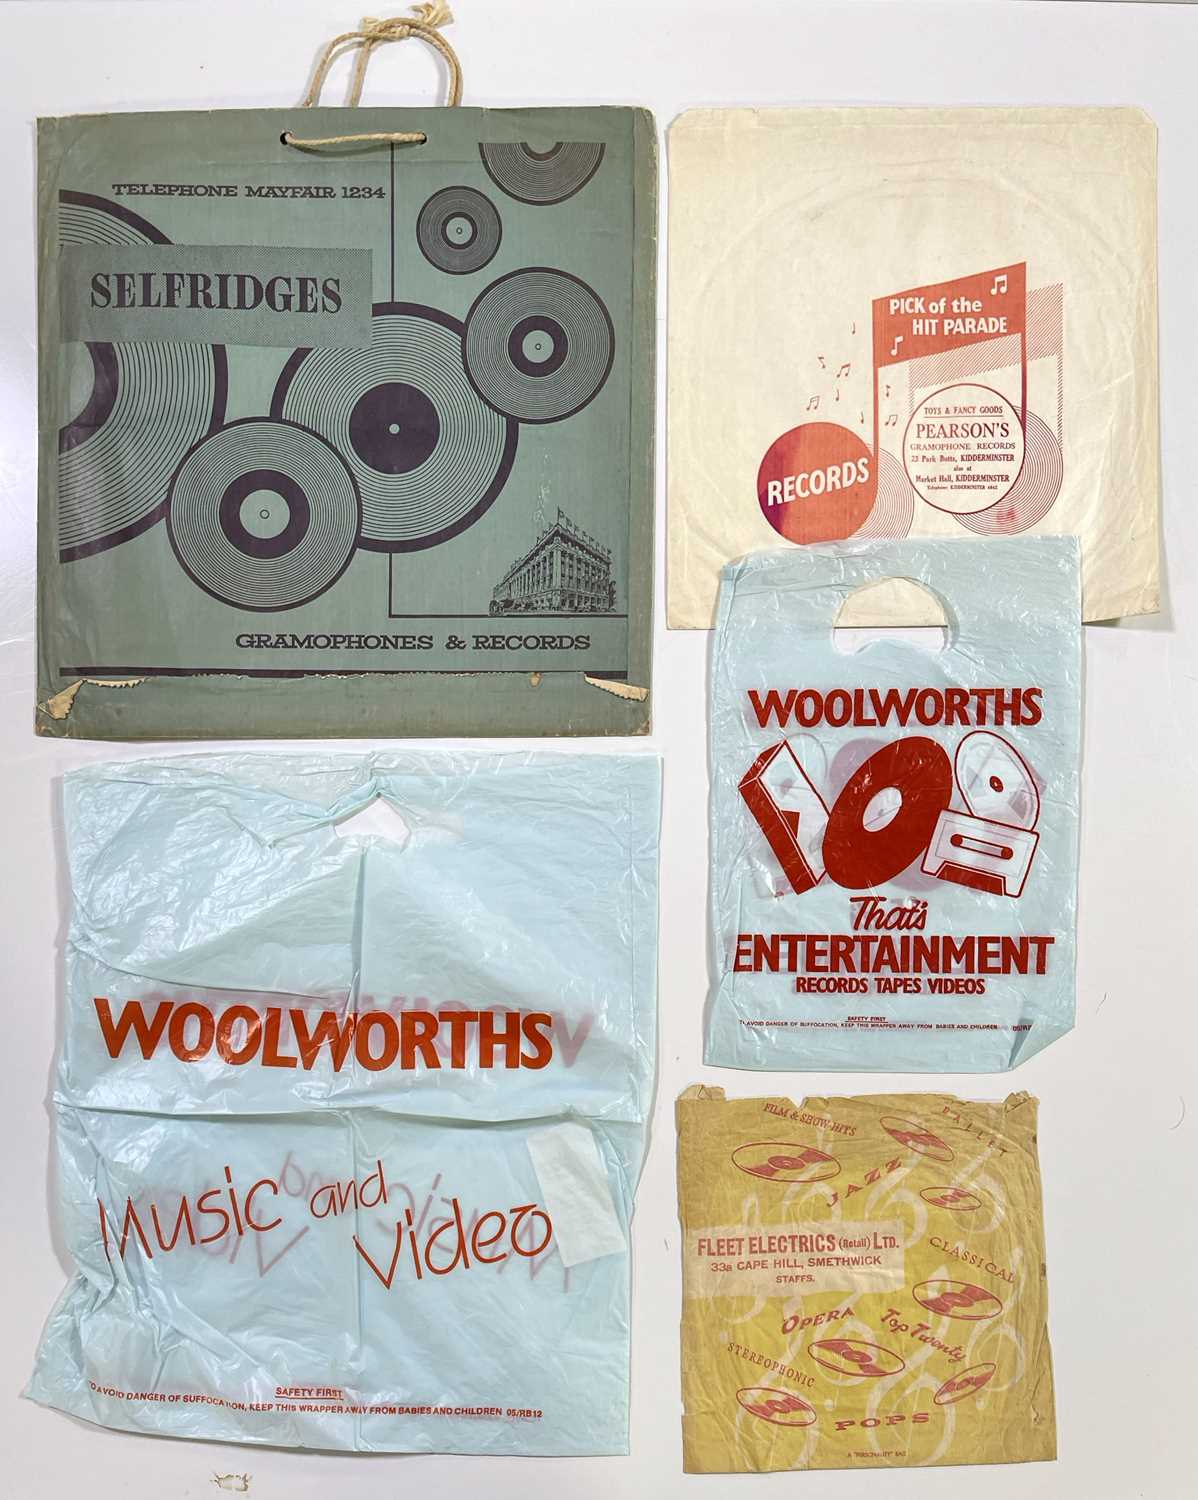 TELEPHONE MAYFAIR 1234
SELFRIDGES
GRAMOPHONES & RECORDS
PICK of the
HIT PARADE
RECORDS
TOYS & FANCY GOODS
PEARSON'S
GRAMOPHONE RECORDS
23 Park Butts, KIDDERMINSTER
also at
Market Hall, KIDDERMINSTER
Telephone: KIDDERMINSTER
WOOLWORTHS
That's
ENTERTAINMENT
RECORDS TAPES VIDEOS
SAFETY FIRST
TO AVOID DANGER OF SUFFOCATION, KEEP THIS WRAPPER AWAY FROM BABIES AND CHILDREN
WOOLWORTHS
Music and
Video
SAFETY FIRST
TO AVOID DANGER OF SUFFOCATION, KEEP THIS WRAPPER AWAY FROM BABIES AND CHILDREN 05/RB12
FILM & SHOW-HITS
BALLET
JAZZ
FLEET ELECTRICS (Retail) LTD.
33a CAPE HILL, SMETHWICK
STAFFS.
CLASSICAL
OPERA
Top Twenty
STEREOPHONIC
POPS
A "PERSONALITY" BAG